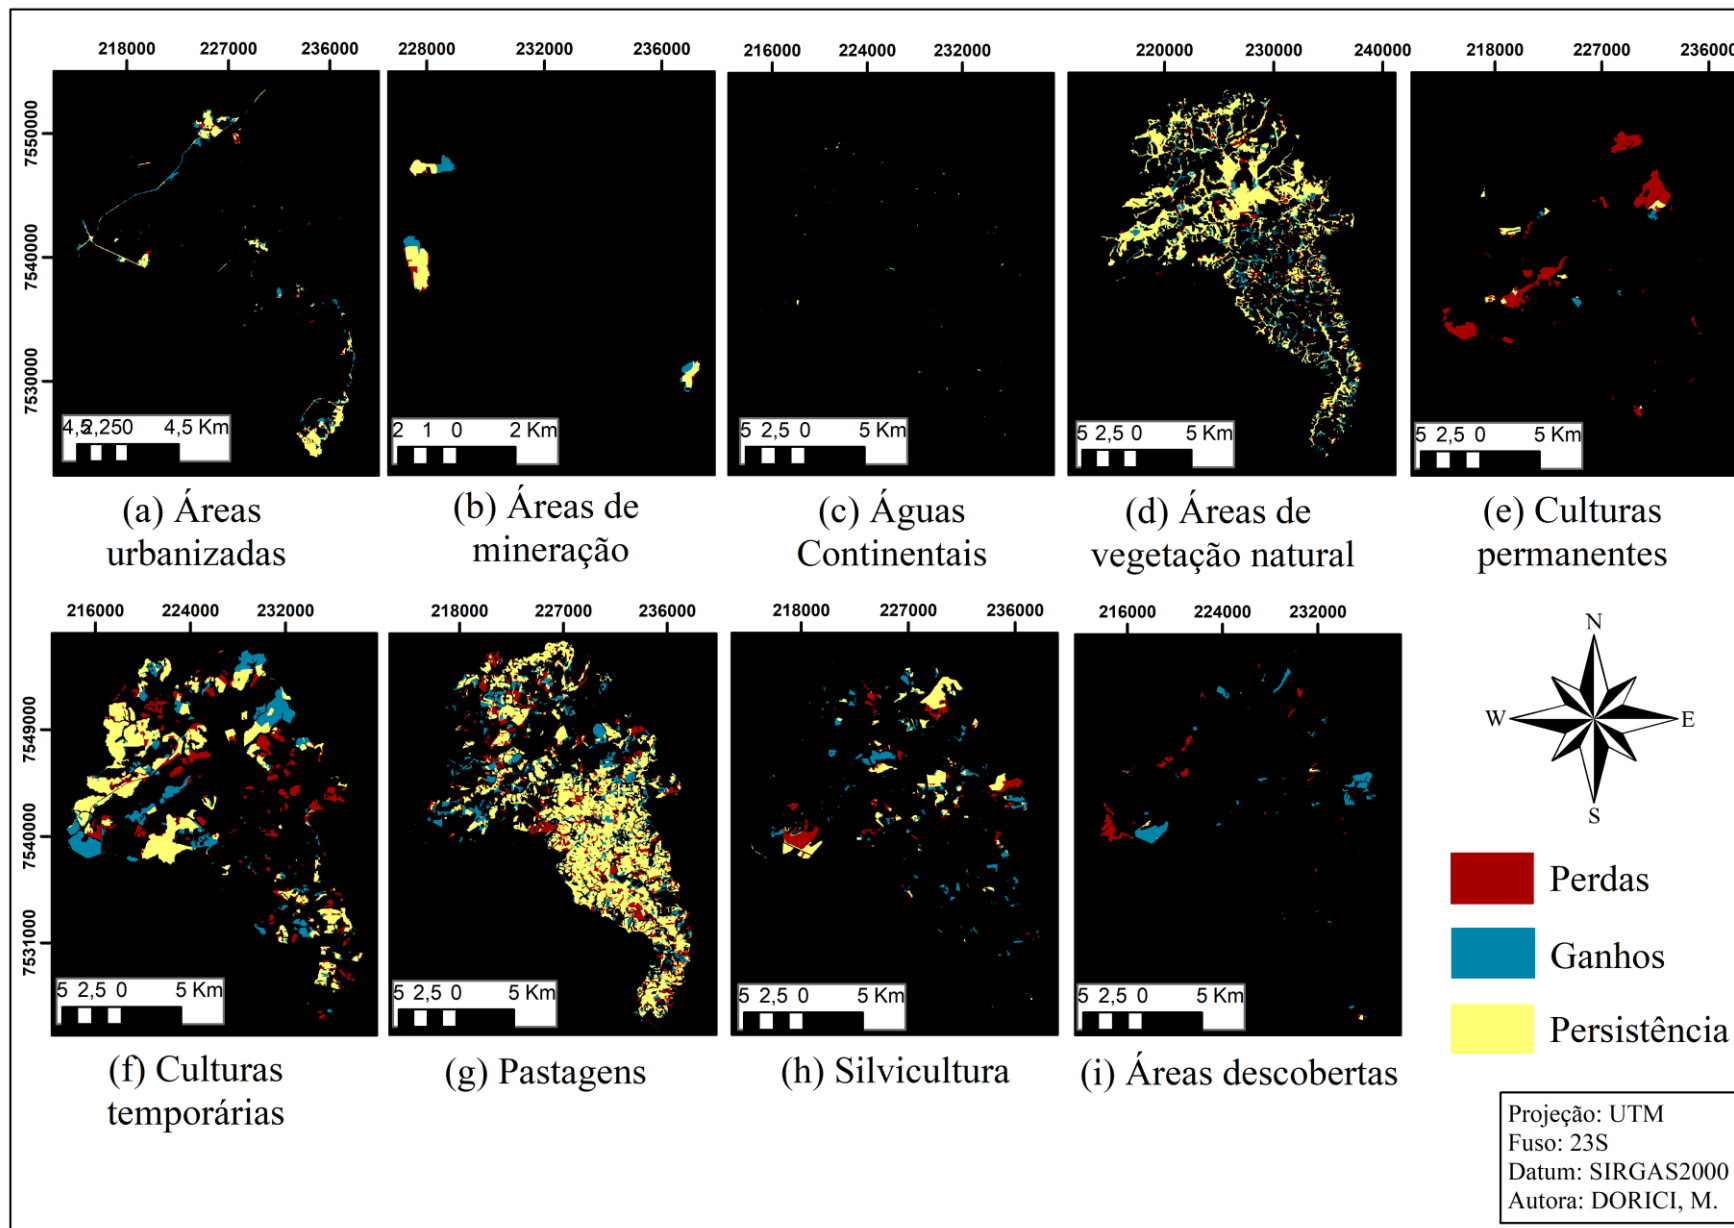 218000 227000 236000
228000 232000 236000
216000 224000 232000
220000 230000 240000
218000 227000 236000
7550000
7540000
7530000
4,5 2,25 0 4,5 Km
2 1 0 2 Km
5 2,5 0 5 Km
5 2,5 0 5 Km
5 2,5 0 5 Km
(a) Áreas
urbanizadas
(b) Áreas de
mineração
(c) Águas
Continentais
(d) Áreas de
vegetação natural
(e) Culturas
permanentes
216000 224000 232000
218000 227000 236000
218000 227000 236000
216000 224000 232000
7549000
7540000
7531000
5 2,5 0 5 Km
5 2,5 0 5 Km
5 2,5 0 5 Km
5 2,5 0 5 Km
(f) Culturas
temporárias
(g) Pastagens
(h) Silvicultura
(i) Áreas descobertas
N
W E
S
Perdas
Ganhos
Persistência
Projeção: UTM
Fuso: 23S
Datum: SIRGAS2000
Autora: DORICI, M.